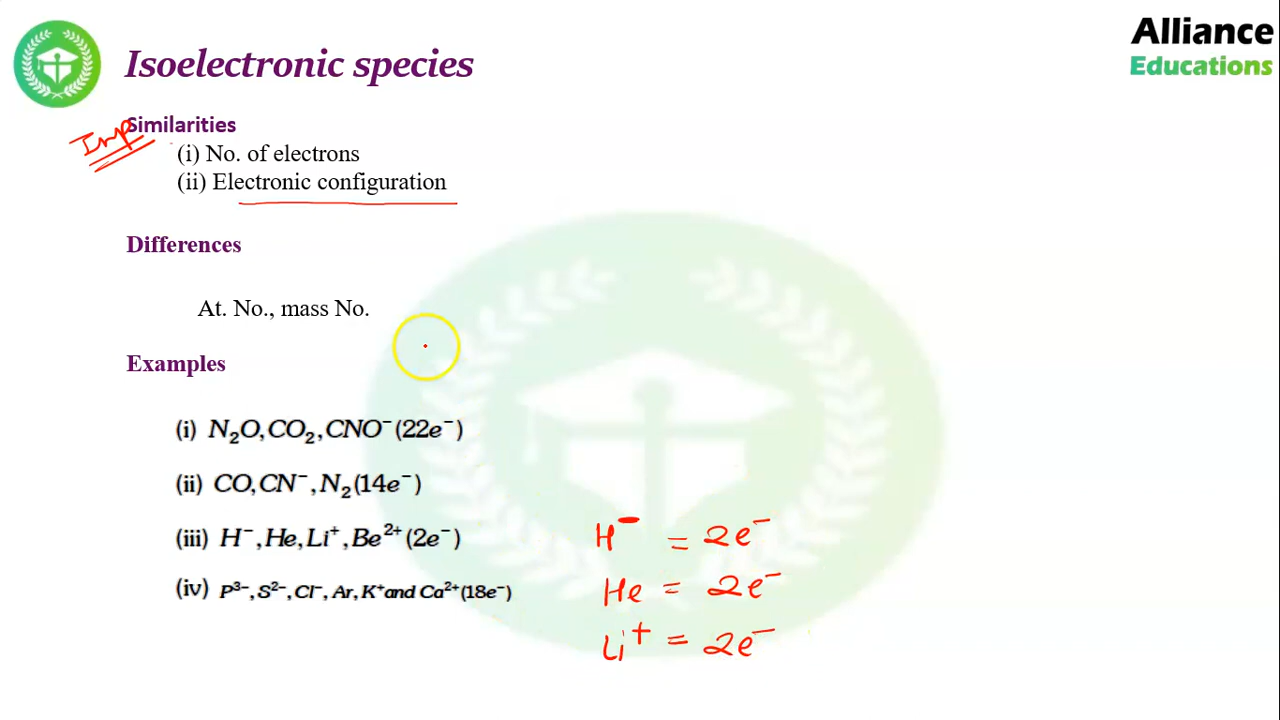 Alliance
Educations
Isoelectronic species
Imp
Similarities
(i) No. of electrons
(ii) Electronic configuration
Differences
At. No., mass No.
Examples
(i) N₂O, CO₂, CNO⁻ (22e⁻)
(ii) CO, CN⁻, N₂ (14e⁻)
(iii) H⁻, He, Li⁺, Be²⁺ (2e⁻)
(iv) P³⁻, S²⁻, Cl⁻, Ar, K⁺ and Ca²⁺ (18e⁻)
H⁻ = 2e⁻
He = 2e⁻
Li⁺ = 2e⁻